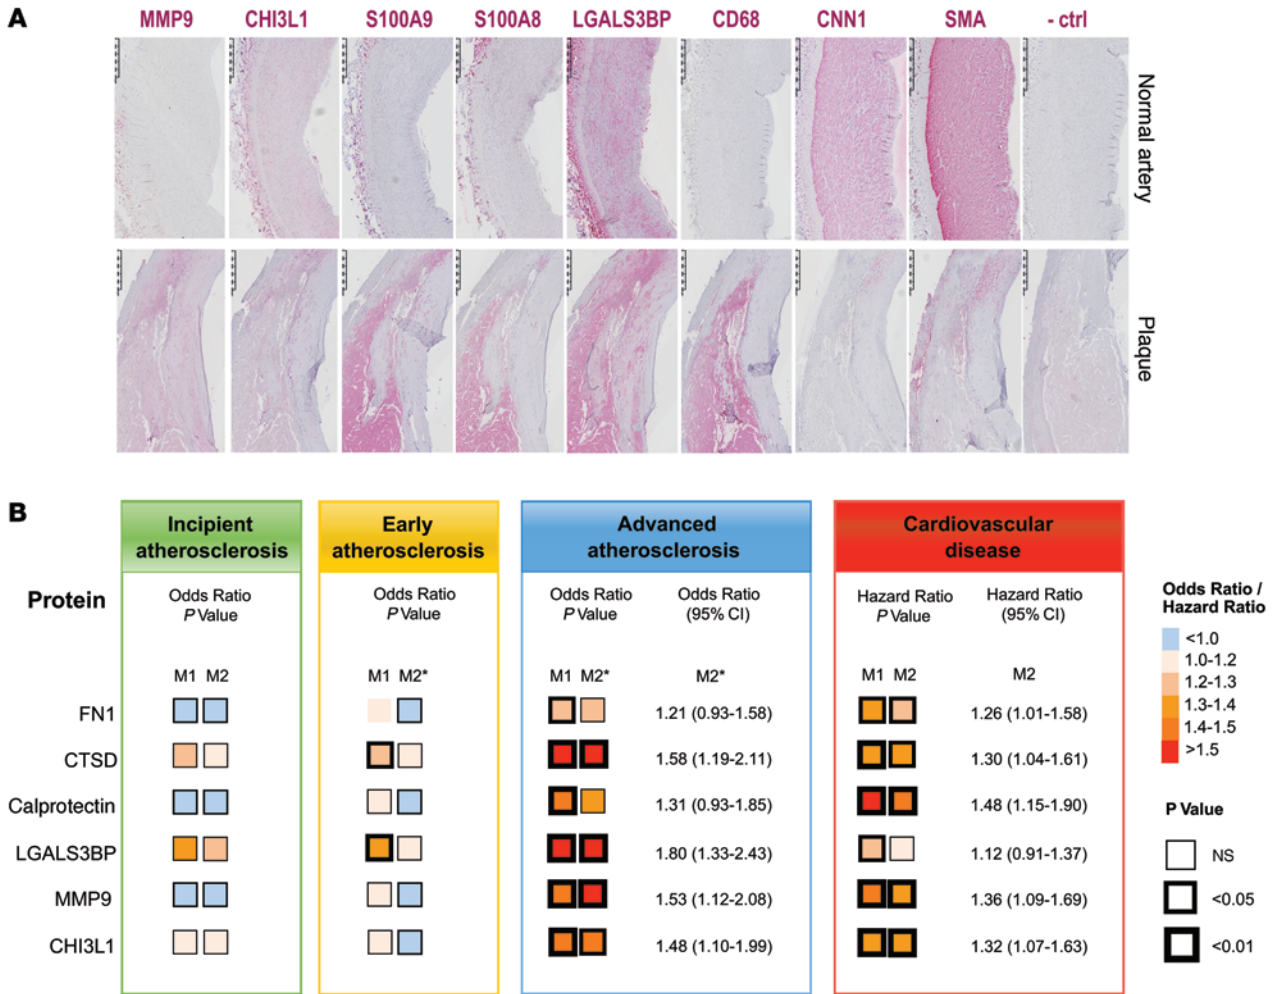 A
MMP9 CHI3L1 S100A9 S100A8 LGALS3BP CD68 CNN1 SMA - ctrl
Normal artery
Plaque
B
Incipient
atherosclerosis
Early
atherosclerosis
Advanced
atherosclerosis
Cardiovascular
disease
Protein
Odds Ratio
P Value
Odds Ratio
P Value
Odds Ratio
P Value
Odds Ratio
(95% CI)
Hazard Ratio
P Value
Hazard Ratio
(95% CI)
M1 M2 M1 M2* M1 M2* M2* M1 M2 M2
FN1 1.21 (0.93-1.58) 1.26 (1.01-1.58)
CTSD 1.58 (1.19-2.11) 1.30 (1.04-1.61)
Calprotectin 1.31 (0.93-1.85) 1.48 (1.15-1.90)
LGALS3BP 1.80 (1.33-2.43) 1.12 (0.91-1.37)
MMP9 1.53 (1.12-2.08) 1.36 (1.09-1.69)
CHI3L1 1.48 (1.10-1.99) 1.32 (1.07-1.63)
Odds Ratio /
Hazard Ratio
<1.0
1.0-1.2
1.2-1.3
1.3-1.4
1.4-1.5
>1.5
P Value
NS
<0.05
<0.01